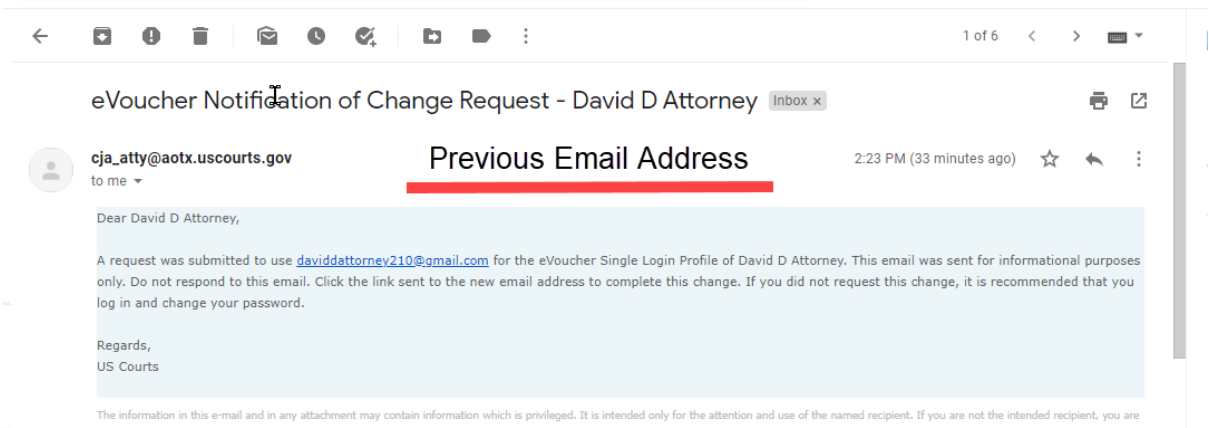 1 of 6
eVoucher Notification of Change Request - David D Attorney Inbox x
cja_atty@aotx.uscourts.gov Previous Email Address 2:23 PM (33 minutes ago)
to me
Dear David D Attorney,
A request was submitted to use daviddattorney210@gmail.com for the eVoucher Single Login Profile of David D Attorney. This email was sent for informational purposes
only. Do not respond to this email. Click the link sent to the new email address to complete this change. If you did not request this change, it is recommended that you
log in and change your password.
Regards,
US Courts
The information in this e-mail and in any attachment may contain information which is privileged. It is intended only for the attention and use of the named recipient. If you are not the intended recipient, you are